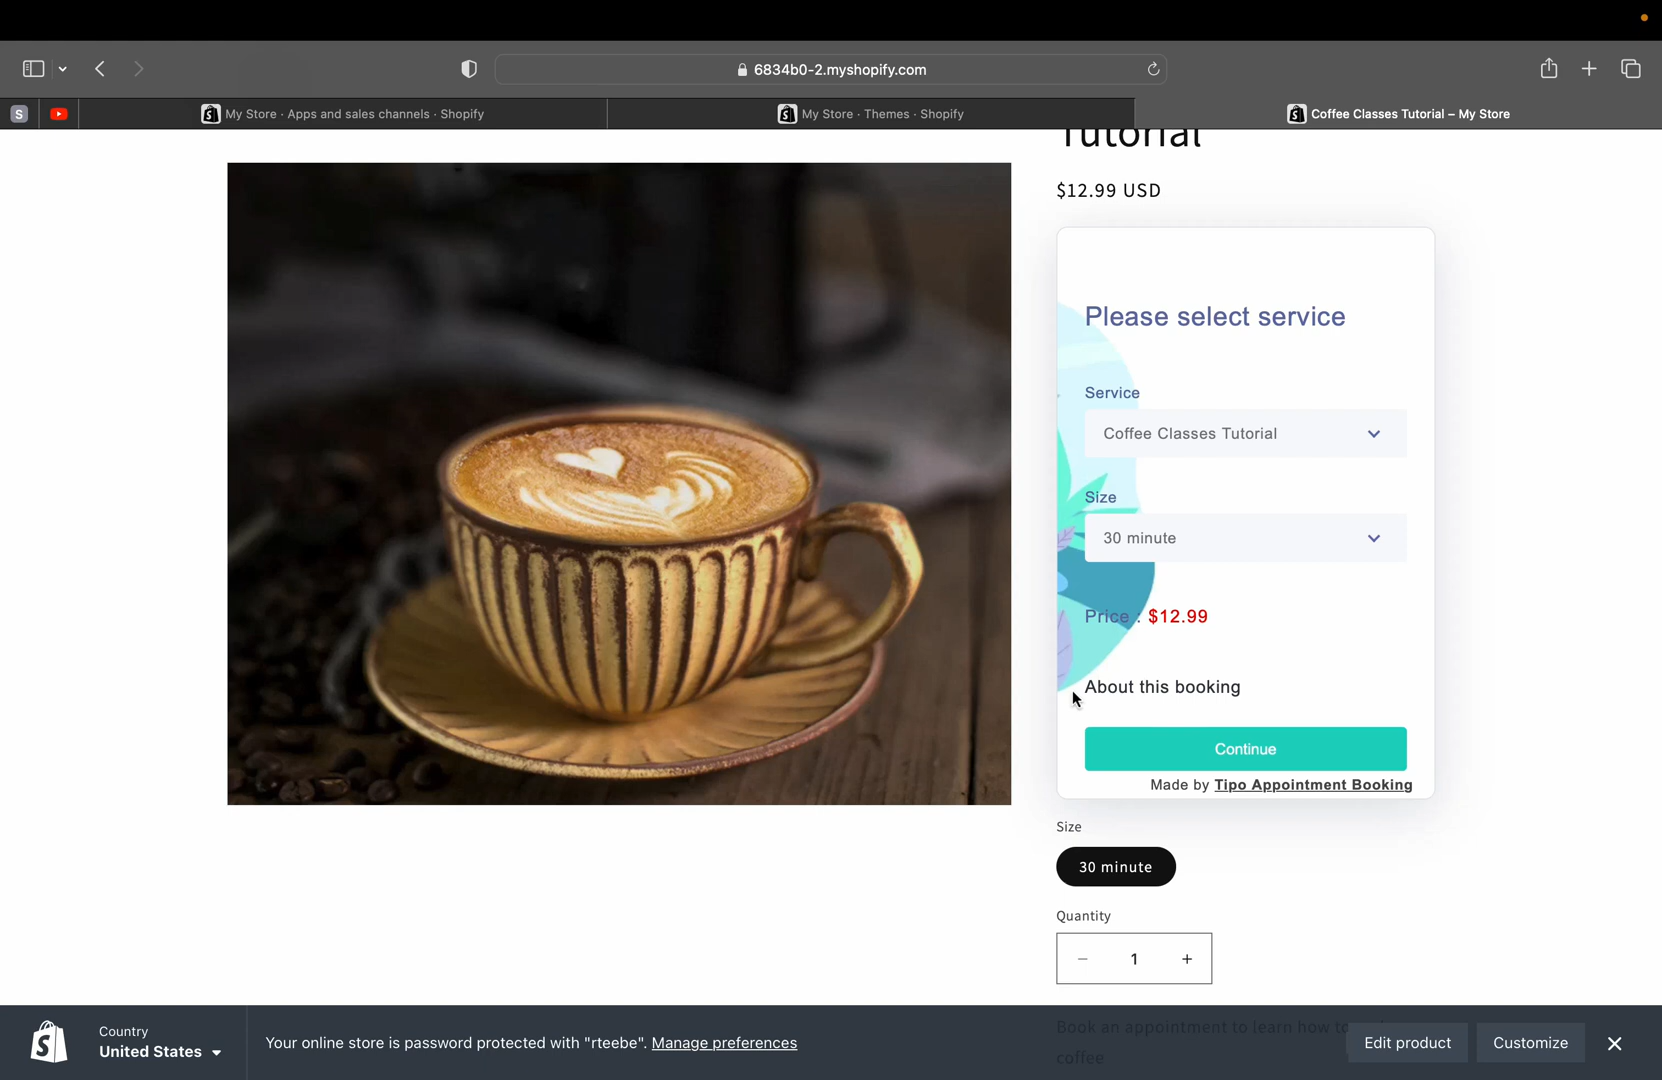 6834b0-2.myshopify.com
S
My Store · Apps and sales channels · Shopify
My Store · Themes · Shopify
Coffee Classes Tutorial – My Store
Tutorial
$12.99 USD
Please select service
Service
Coffee Classes Tutorial
Size
30 minute
Price : $12.99
About this booking
Continue
Made by Tipo Appointment Booking
Size
30 minute
Quantity
− 1 +
Book an appointment to learn how to
coffee
Country
United States
Your online store is password protected with "rteebe". Manage preferences
Edit product
Customize